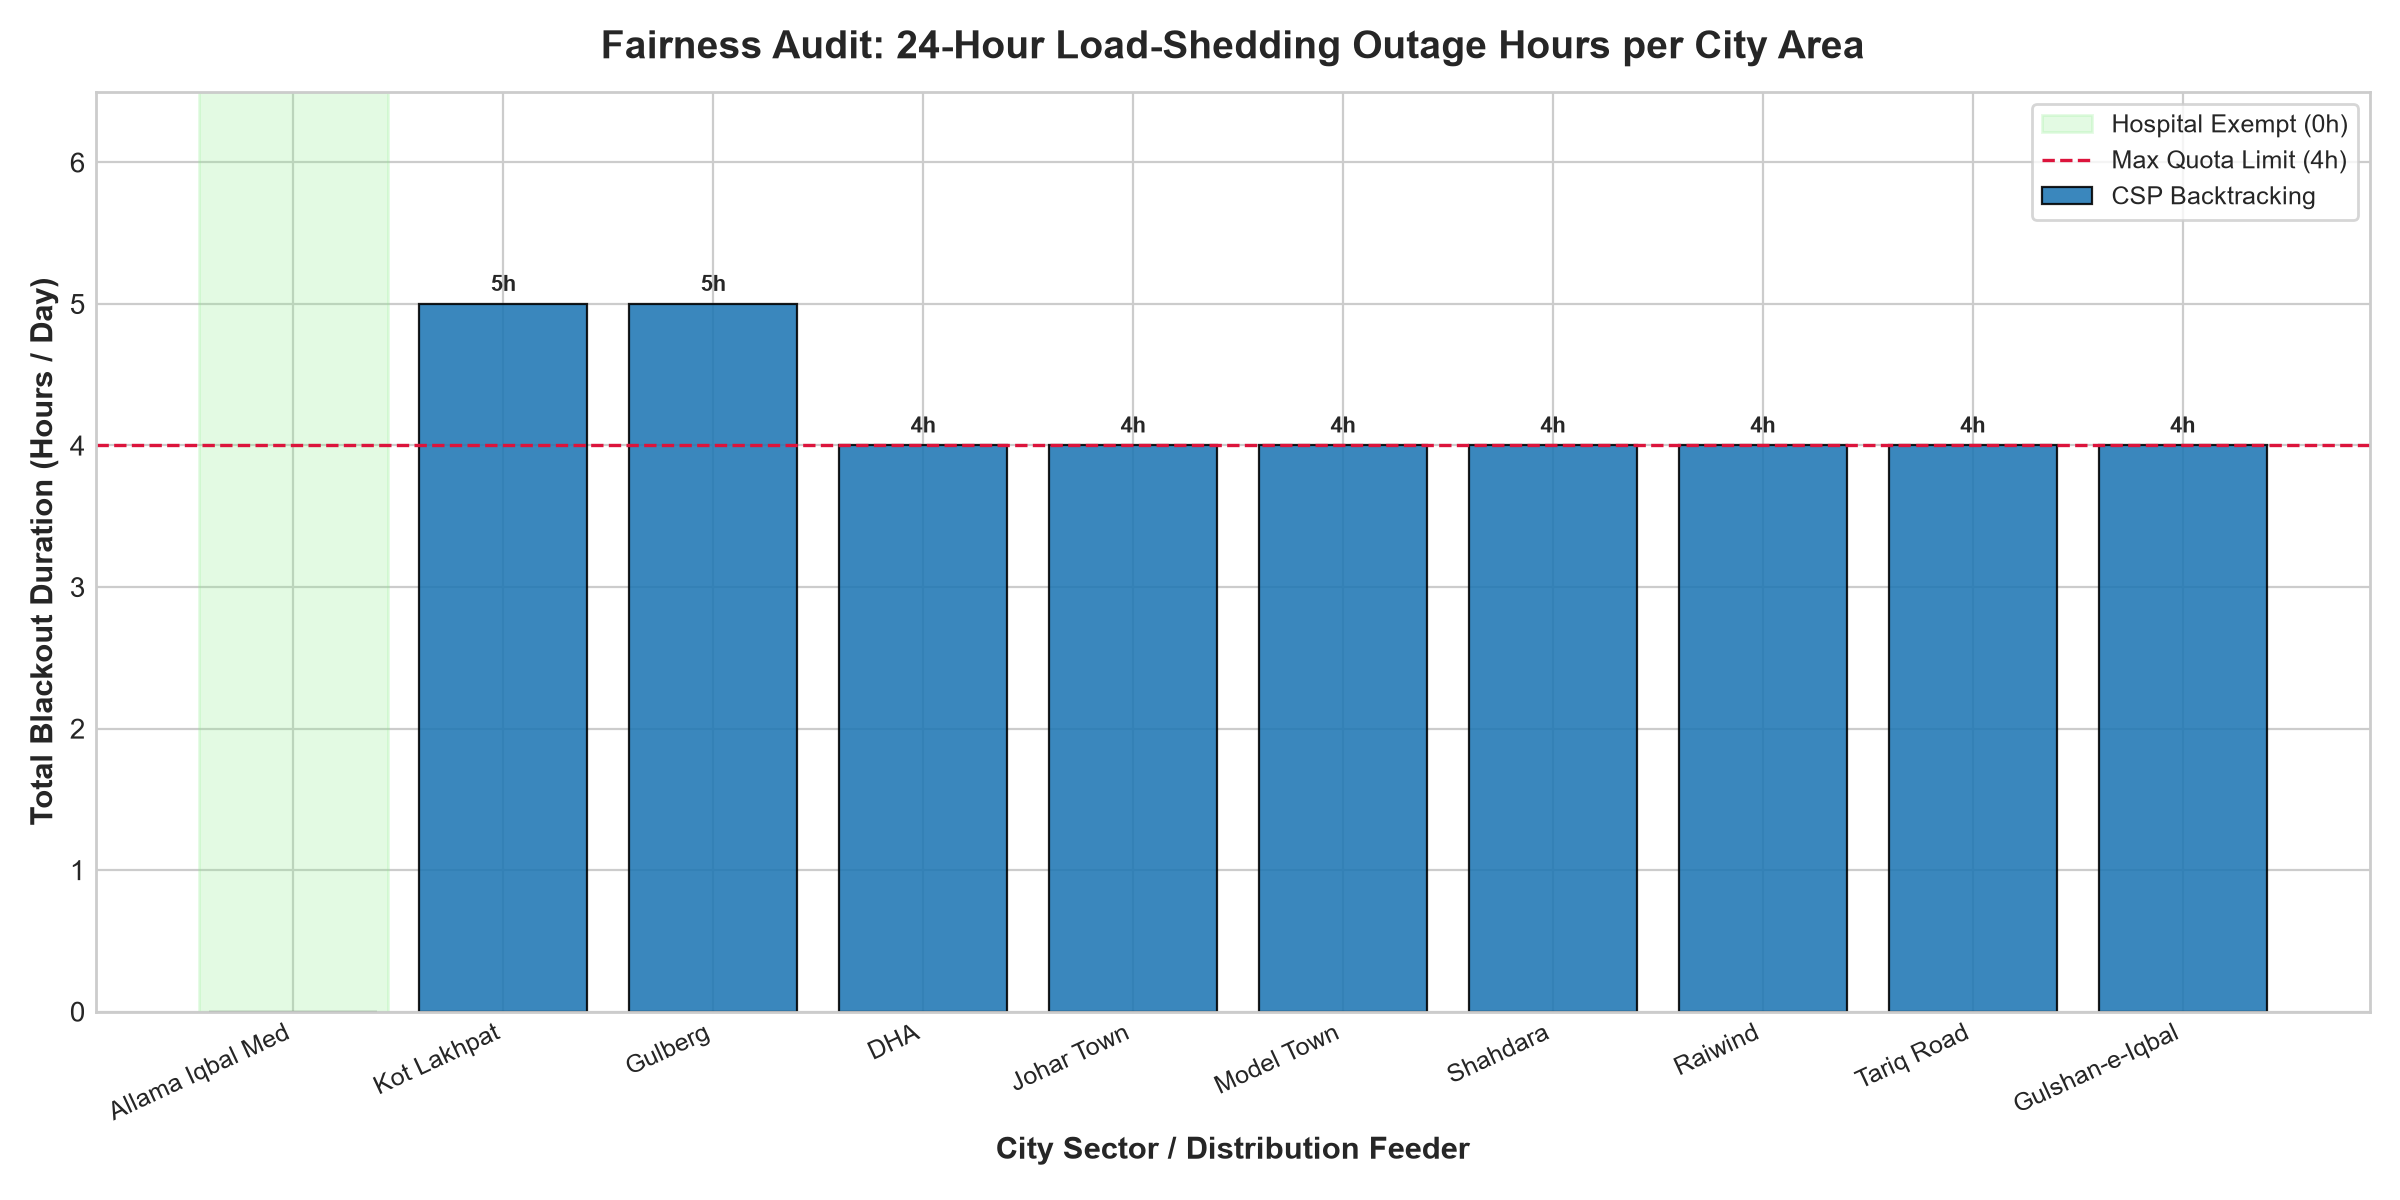 Fairness Audit: 24-Hour Load-Shedding Outage Hours per City Area
Hospital Exempt (0h)
Max Quota Limit (4h)
CSP Backtracking
Total Blackout Duration (Hours / Day)
6
5
4
3
2
1
0
5h
5h
4h
4h
4h
4h
4h
4h
4h
Allama Iqbal Med
Kot Lakhpat
Gulberg
DHA
Johar Town
Model Town
Shahdara
Raiwind
Tariq Road
Gulshan-e-Iqbal
City Sector / Distribution Feeder